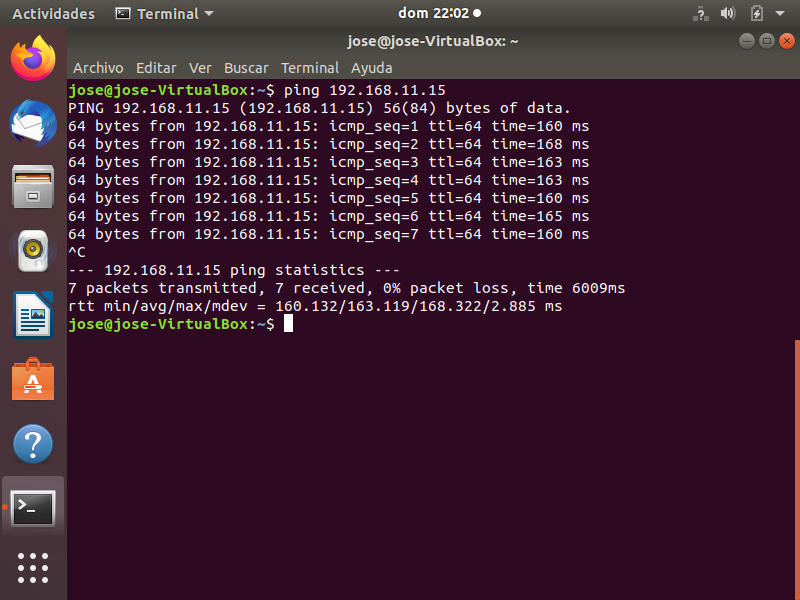 Actividades Terminal dom 22:02
jose@jose-VirtualBox: ~
Archivo Editar Ver Buscar Terminal Ayuda
jose@jose-VirtualBox:~$ ping 192.168.11.15
PING 192.168.11.15 (192.168.11.15) 56(84) bytes of data.
64 bytes from 192.168.11.15: icmp_seq=1 ttl=64 time=160 ms
64 bytes from 192.168.11.15: icmp_seq=2 ttl=64 time=168 ms
64 bytes from 192.168.11.15: icmp_seq=3 ttl=64 time=163 ms
64 bytes from 192.168.11.15: icmp_seq=4 ttl=64 time=163 ms
64 bytes from 192.168.11.15: icmp_seq=5 ttl=64 time=160 ms
64 bytes from 192.168.11.15: icmp_seq=6 ttl=64 time=165 ms
64 bytes from 192.168.11.15: icmp_seq=7 ttl=64 time=160 ms
^C
--- 192.168.11.15 ping statistics ---
7 packets transmitted, 7 received, 0% packet loss, time 6009ms
rtt min/avg/max/mdev = 160.132/163.119/168.322/2.885 ms
jose@jose-VirtualBox:~$